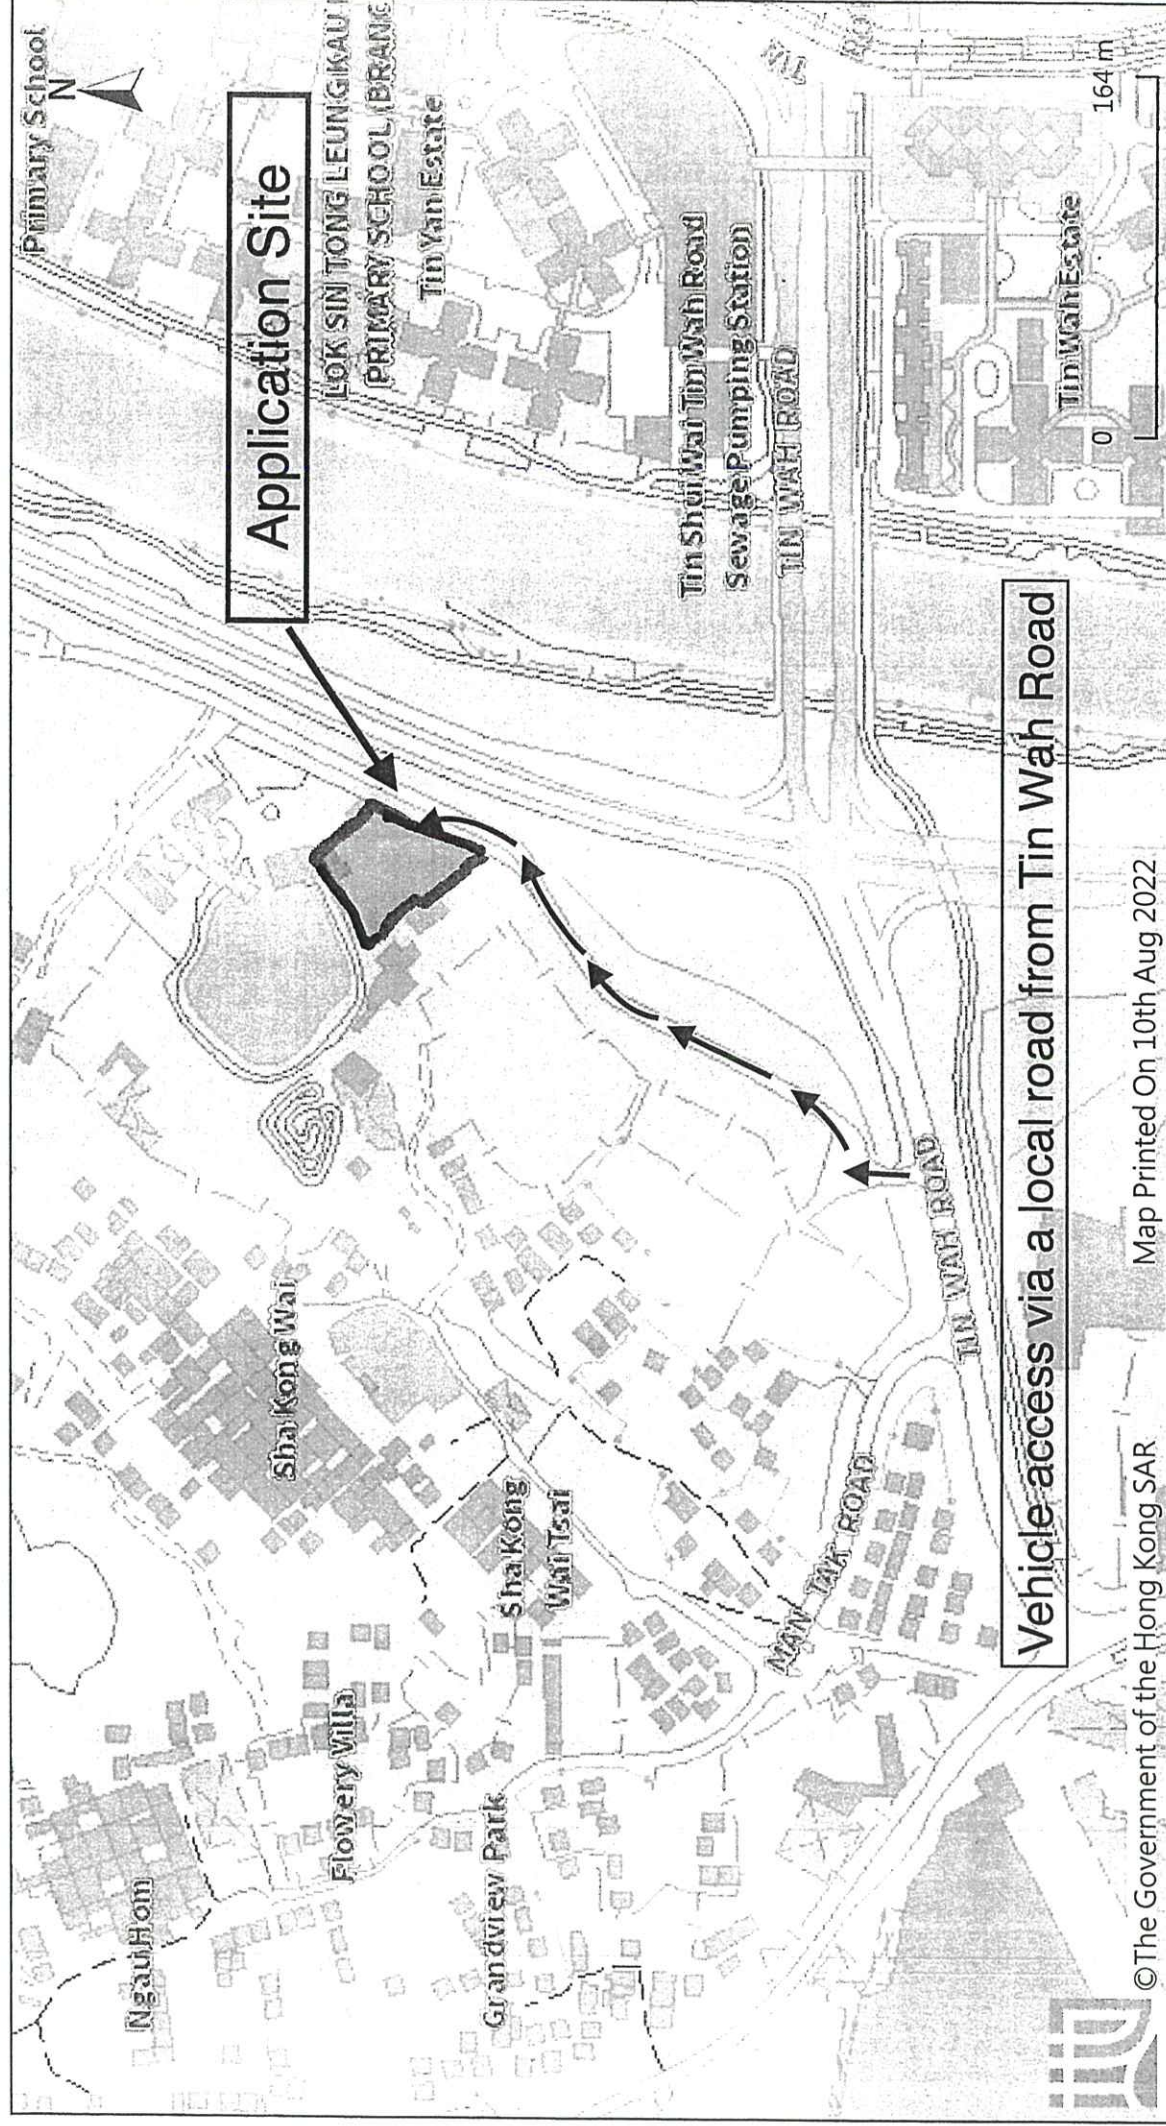 Primary School
N
Application Site
LOK SIN TONG LEUNG KAU
PRIMARY SCHOOL (BRANC
Tin Yan Estate
Ngau Hom
Sha Kong Wai
Flowery Villa
Sha Kong
Wai Tsai
Grandview Park
Tin Shui Wai Tin Wah Road
Sewage Pumping Station
TIN WAH ROAD
TIN
MAN TAK ROAD
TIN WAH ROAD
Tin Wah Estate
Vehicle access via a local road from Tin Wah Road
0
164 m
©The Government of the Hong Kong SAR
Map Printed On 10th Aug 2022